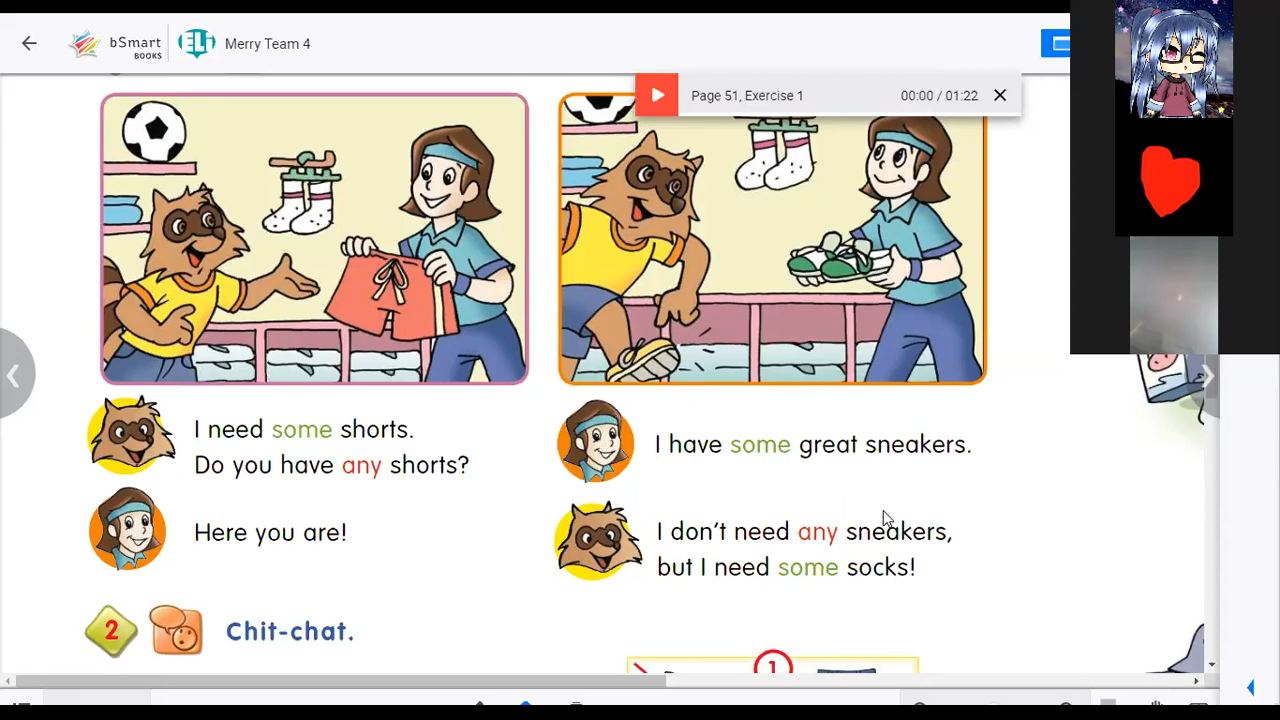 bSmart
BOOKS
ELi
Merry Team 4
Page 51, Exercise 1
00:00 / 01:22
I need some shorts.
Do you have any shorts?
Here you are!
I have some great sneakers.
I don't need any sneakers,
but I need some socks!
2
Chit-chat.
1